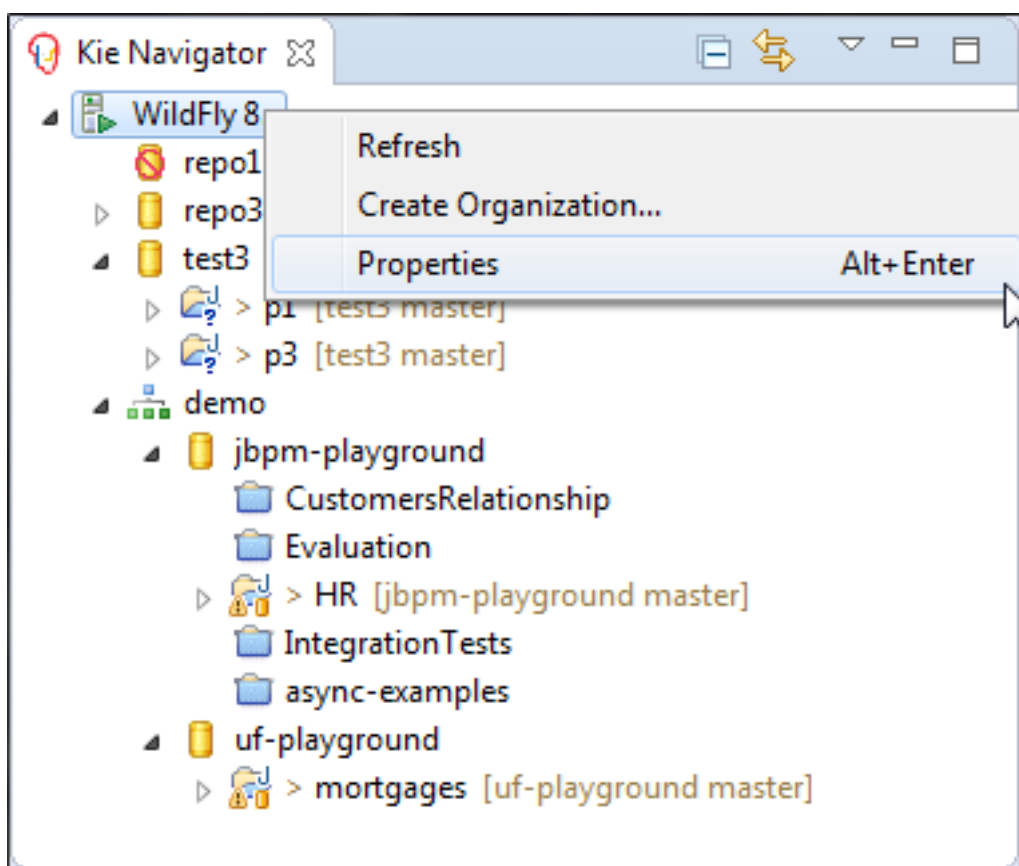 Kie Navigator
WildFly 8
Refresh
repo1
Create Organization...
repo3
Properties Alt+Enter
test3
> p1 [test3 master]
> p3 [test3 master]
demo
jbpm-playground
CustomersRelationship
Evaluation
> HR [jbpm-playground master]
IntegrationTests
async-examples
uf-playground
> mortgages [uf-playground master]